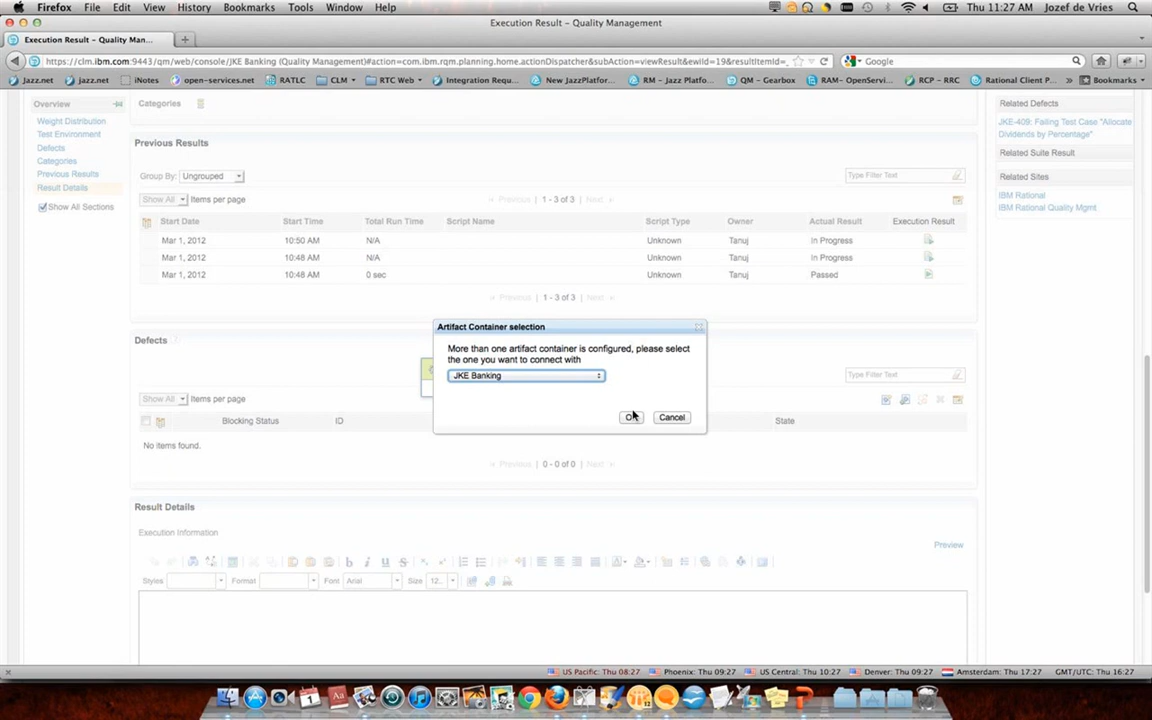 Firefox File Edit View History Bookmarks Tools Window Help Thu 11:27 AM Jozef de Vries
Execution Result - Quality Management
Execution Result - Quality Man...
https://clm.ibm.com:9443/qm/web/console/JKE Banking (Quality Management)#action=com.ibm.rqm.planning.home.actionDispatcher&subAction=viewResult&ewiId=19&resultItemId=_ Google
Jazz.net jazz.net iNotes open-services.net RATLC CLM RTC Web Integration Requ... New JazzPlatfor... RM - Jazz Platfo... QM - Gearbox RAM- OpenServi... RCP - RRC Rational Client P... » Bookmarks
Overview
Weight Distribution
Test Environment
Defects
Categories
Previous Results
Result Details
Show All Sections
Categories
Previous Results
Group By: Ungrouped Type Filter Text
Show All Items per page « Previous | 1 - 3 of 3 | Next »
Start Date Start Time Total Run Time Script Name Script Type Owner Actual Result Execution Result
Mar 1, 2012 10:50 AM N/A Unknown Tanuj In Progress
Mar 1, 2012 10:48 AM N/A Unknown Tanuj In Progress
Mar 1, 2012 10:48 AM 0 sec Unknown Tanuj Passed
« Previous | 1 - 3 of 3 | Next »
Artifact Container selection
More than one artifact container is configured, please select
the one you want to connect with
JKE Banking
Cancel
Defects
Type Filter Text
Show All Items per page
Blocking Status ID State
No items found.
« Previous | 0 - 0 of 0 | Next »
Result Details
Execution Information
Preview
Styles Format Font Arial Size 12...
Related Defects
JKE-409: Failing Test Case "Allocate
Dividends by Percentage"
Related Suite Result
Related Sites
IBM Rational
IBM Rational Quality Mgmt
US Pacific: Thu 08:27 Phoenix: Thu 09:27 US Central: Thu 10:27 Denver: Thu 09:27 Amsterdam: Thu 17:27 GMT/UTC: Thu 16:27